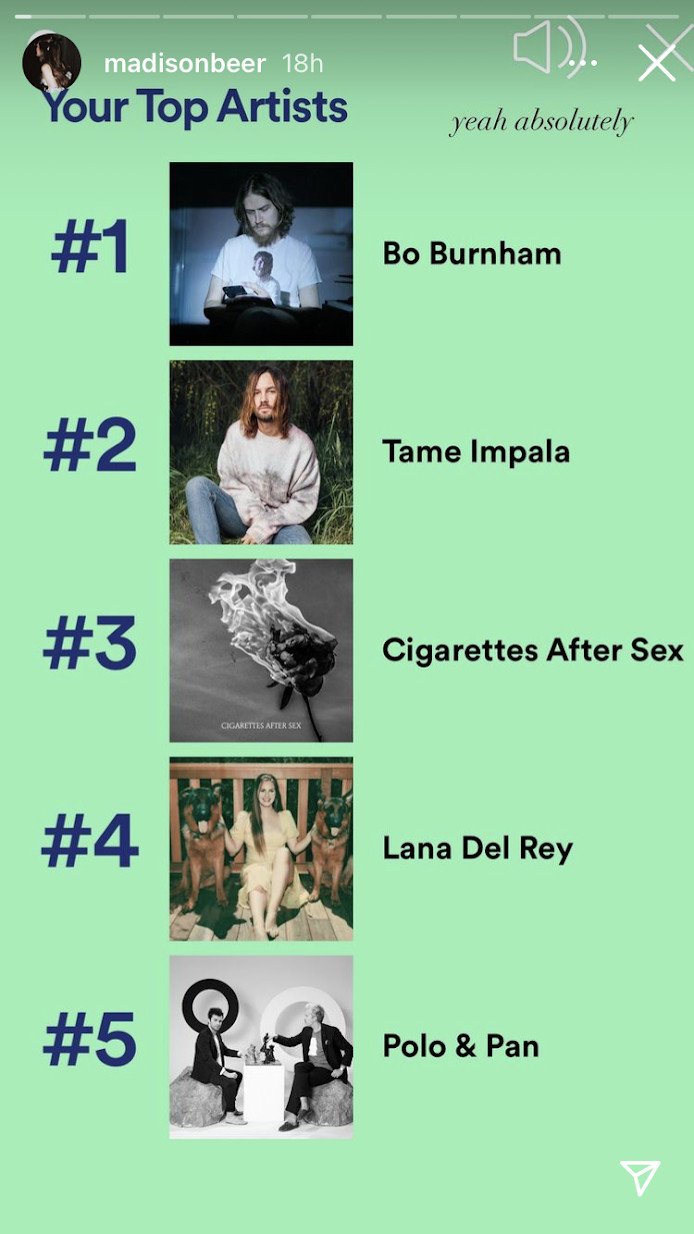 madisonbeer 18h
Your Top Artists
yeah absolutely
#1
Bo Burnham
#2
Tame Impala
#3
Cigarettes After Sex
CIGARETTES AFTER SEX
#4
Lana Del Rey
#5
Polo & Pan